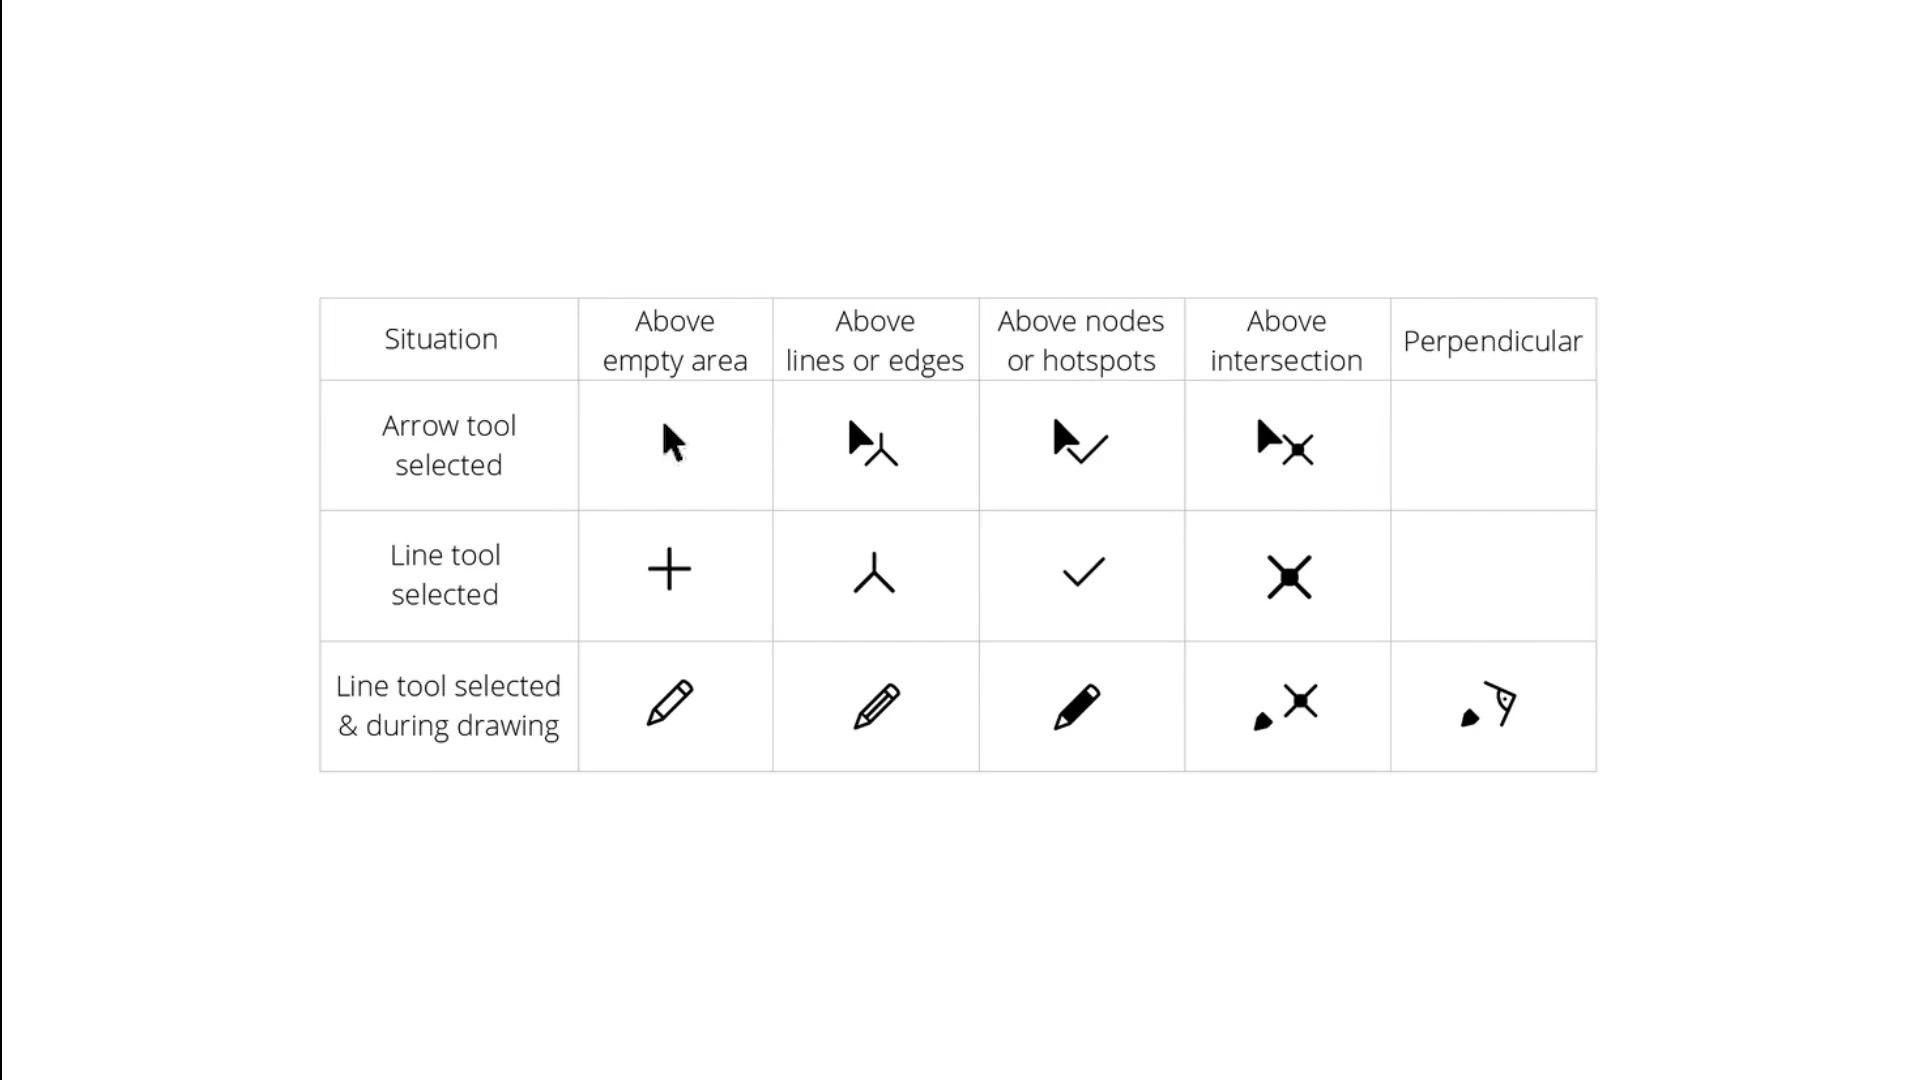 Situation
Above
empty area
Above
lines or edges
Above nodes
or hotspots
Above
intersection
Perpendicular
Arrow tool
selected
Line tool
selected
Line tool selected
& during drawing